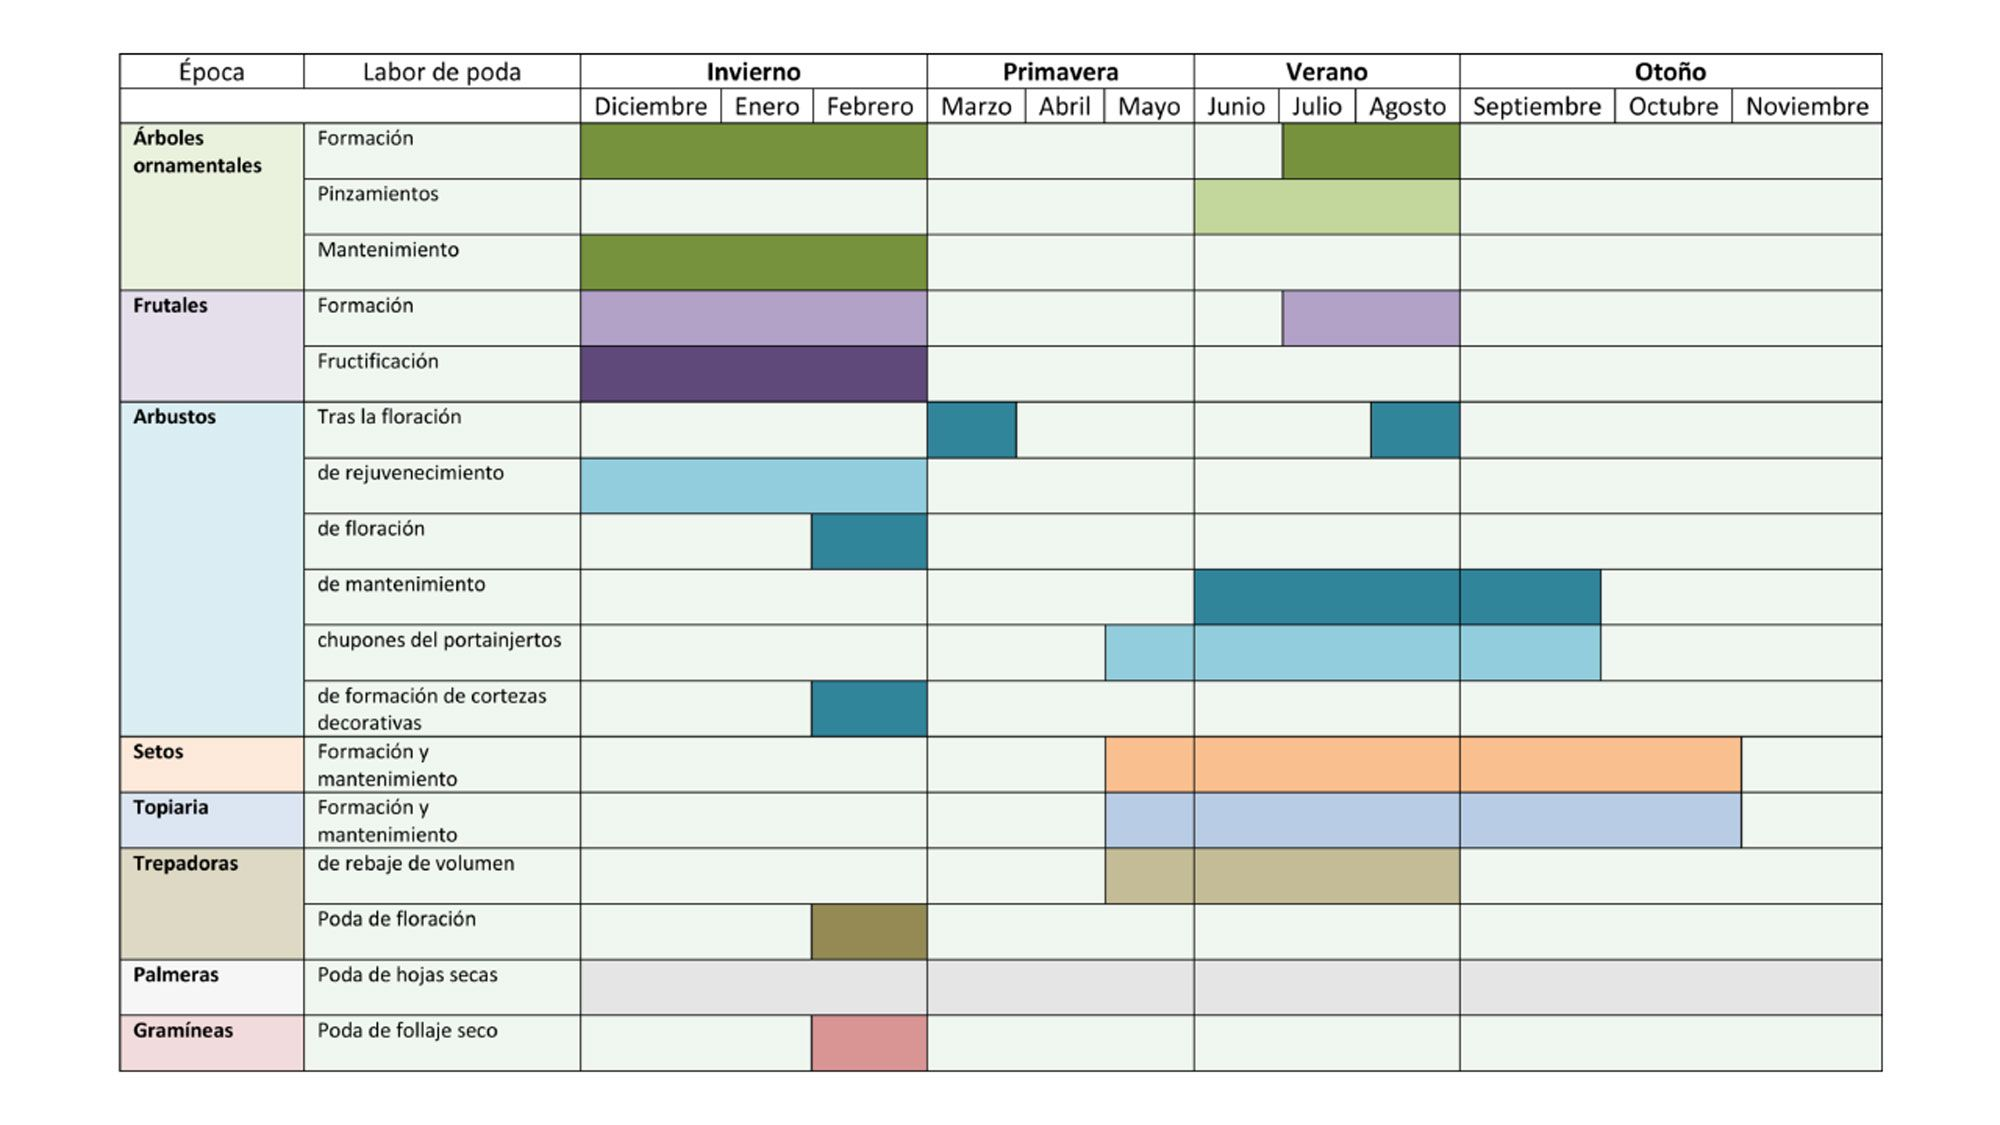 Época Labor de poda Invierno Primavera Verano Otoño
Diciembre Enero Febrero Marzo Abril Mayo Junio Julio Agosto Septiembre Octubre Noviembre
Árboles
ornamentales
Formación
Pinzamientos
Mantenimiento
Frutales
Formación
Fructificación
Arbustos
Tras la floración
de rejuvenecimiento
de floración
de mantenimiento
chupones del portainjertos
de formación de cortezas
decorativas
Setos
Formación y
mantenimiento
Topiaria
Formación y
mantenimiento
Trepadoras
de rebaje de volumen
Poda de floración
Palmeras
Poda de hojas secas
Gramíneas
Poda de follaje seco